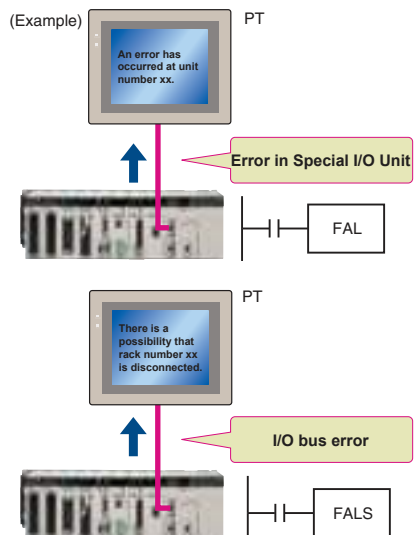 (Example)
PT
An error has
occurred at unit
number xx.
Error in Special I/O Unit
FAL
PT
There is a
possibility that
rack number xx
is disconnected.
I/O bus error
FALS